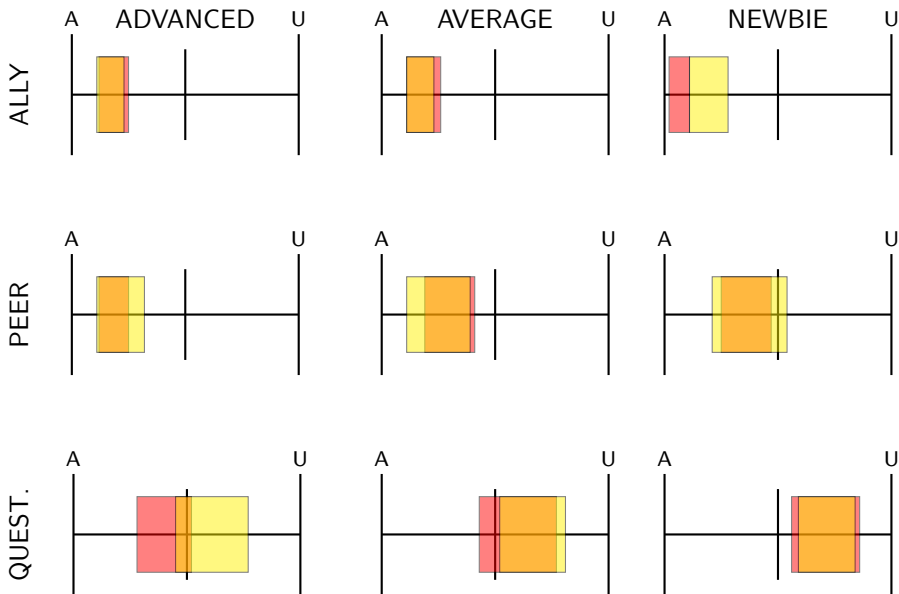 A ADVANCED U A AVERAGE U A NEWBIE U
ALLY
A U A U A U
PEER
A U A U A U
QUEST.